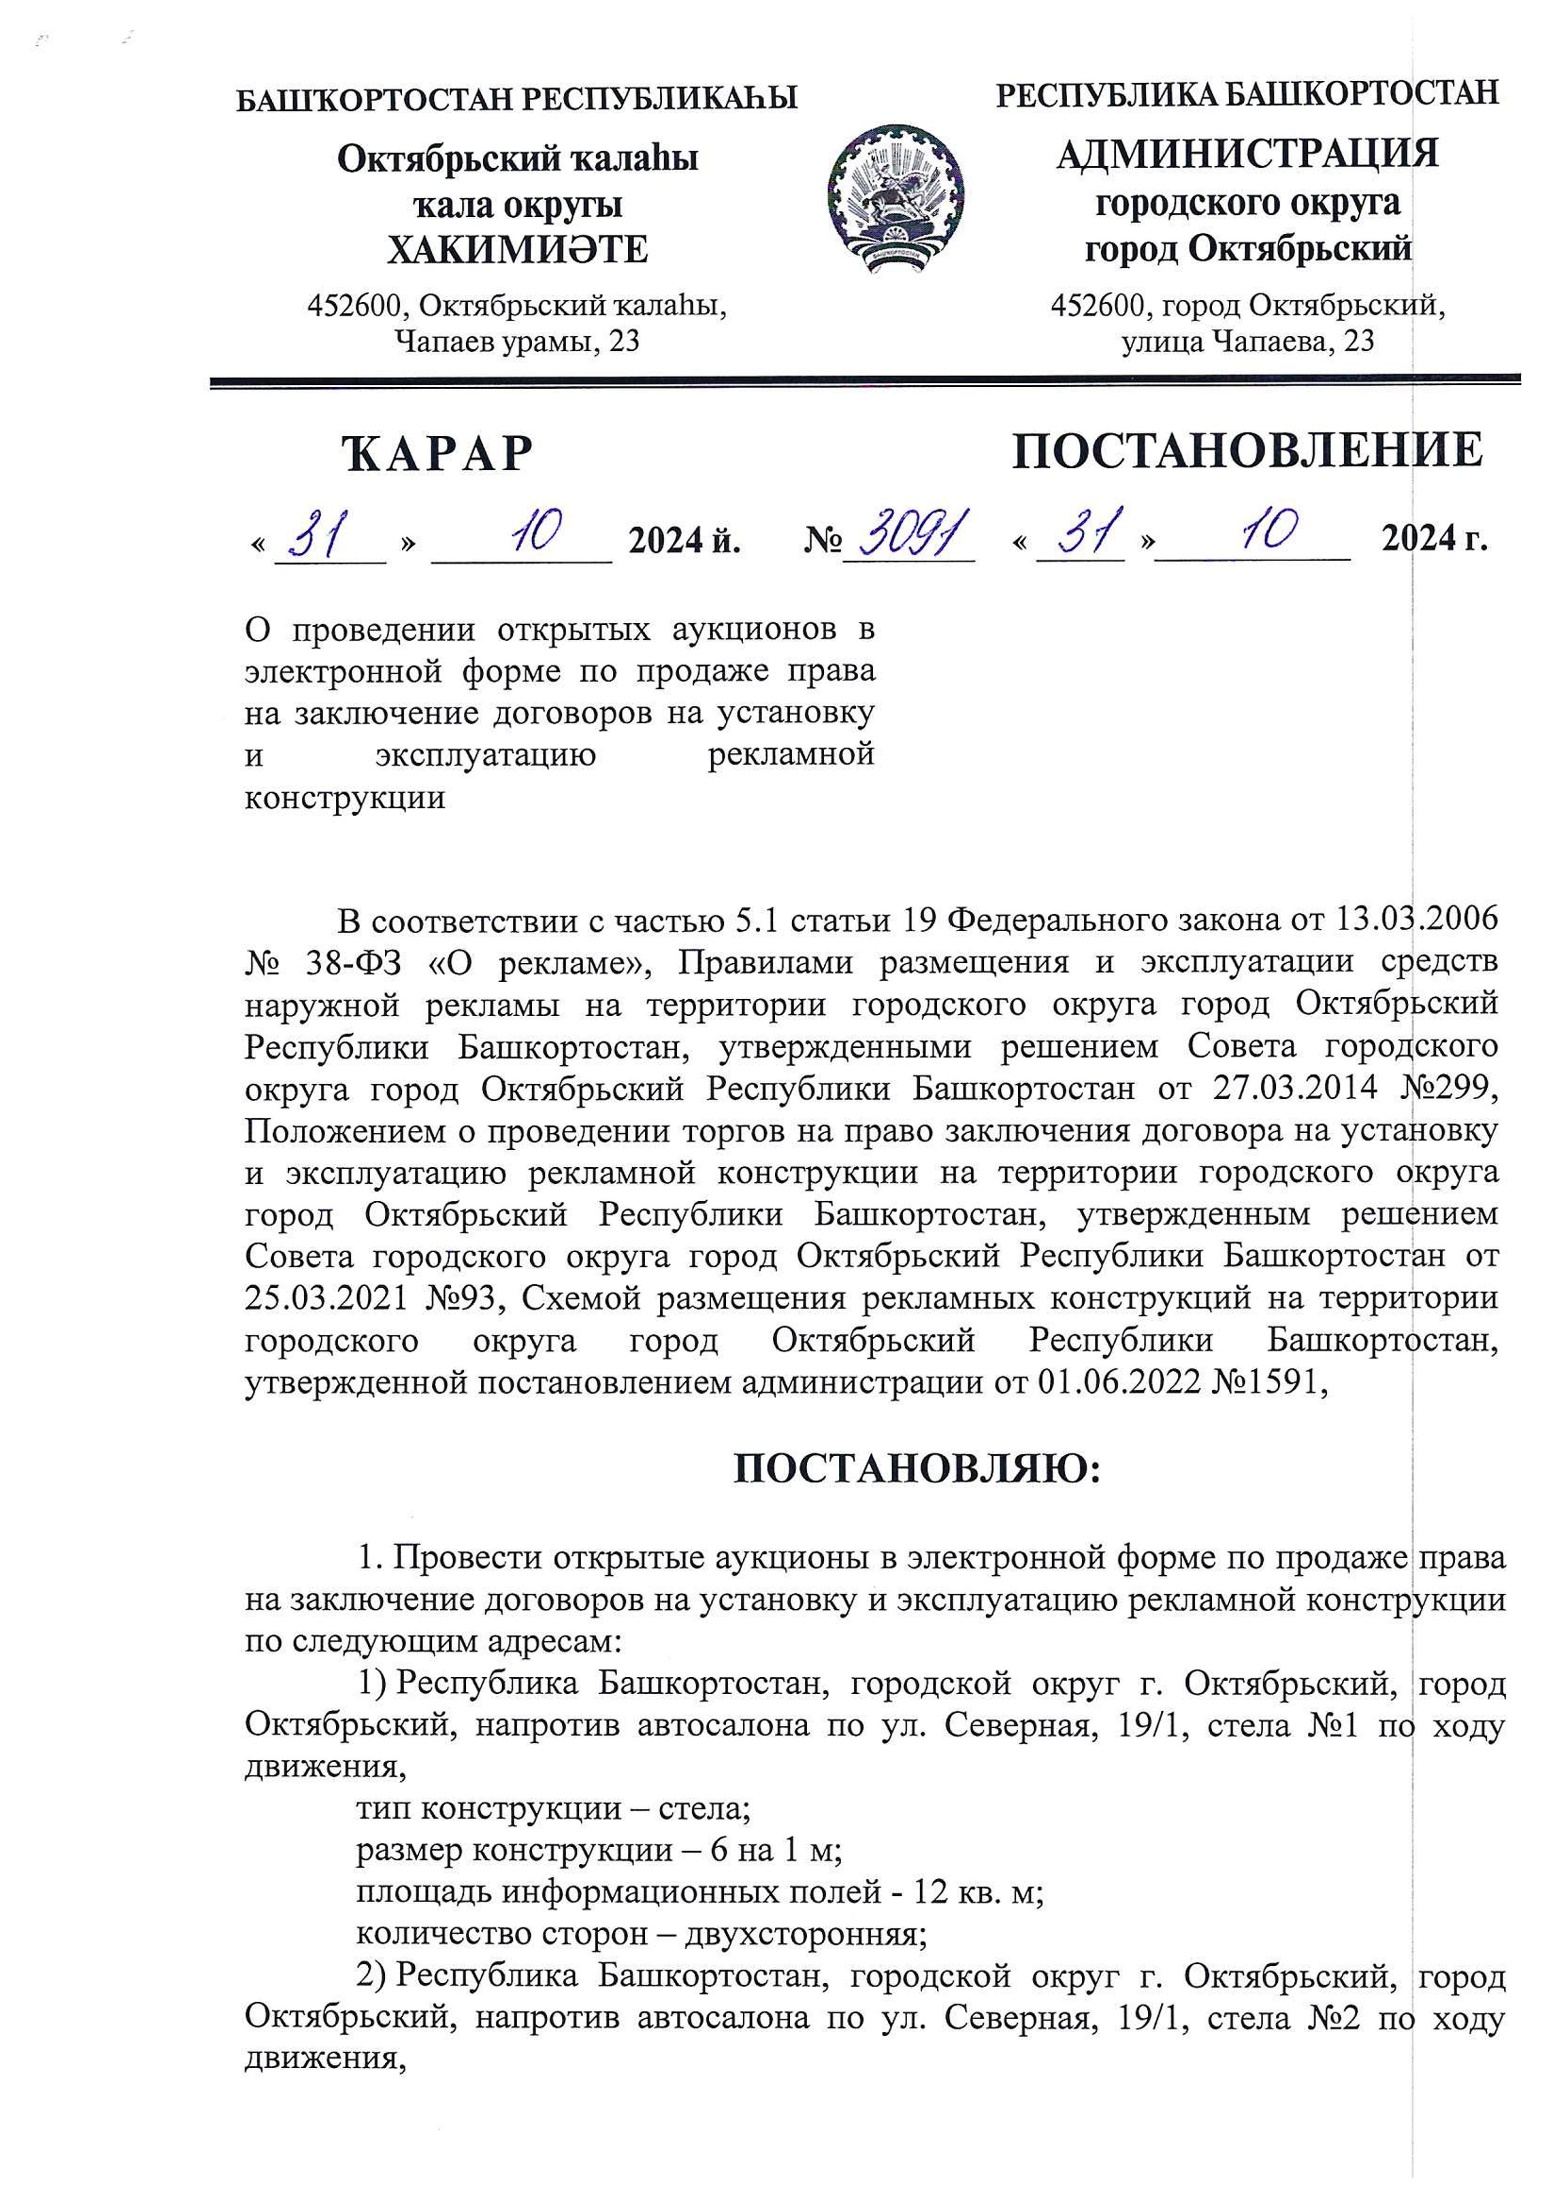 БАШҠОРТОСТАН РЕСПУБЛИКАҺЫ
Октябрьский ҡалаһы
ҡала округы
ХАКИМИӘТЕ
452600, Октябрьский ҡалаһы,
Чапаев урамы, 23
БАШҠОРТОСТАН
РЕСПУБЛИКА БАШКОРТОСТАН
АДМИНИСТРАЦИЯ
городского округа
город Октябрьский
452600, город Октябрьский,
улица Чапаева, 23
ҠАРАР
ПОСТАНОВЛЕНИЕ
« 31 » 10 2024 й. № 3091 « 31 » 10 2024 г.
О проведении открытых аукционов в
электронной форме по продаже права
на заключение договоров на установку
и эксплуатацию рекламной
конструкции
В соответствии с частью 5.1 статьи 19 Федерального закона от 13.03.2006
№ 38-ФЗ «О рекламе», Правилами размещения и эксплуатации средств
наружной рекламы на территории городского округа город Октябрьский
Республики Башкортостан, утвержденными решением Совета городского
округа город Октябрьский Республики Башкортостан от 27.03.2014 №299,
Положением о проведении торгов на право заключения договора на установку
и эксплуатацию рекламной конструкции на территории городского округа
город Октябрьский Республики Башкортостан, утвержденным решением
Совета городского округа город Октябрьский Республики Башкортостан от
25.03.2021 №93, Схемой размещения рекламных конструкций на территории
городского округа город Октябрьский Республики Башкортостан,
утвержденной постановлением администрации от 01.06.2022 №1591,
ПОСТАНОВЛЯЮ:
1. Провести открытые аукционы в электронной форме по продаже права
на заключение договоров на установку и эксплуатацию рекламной конструкции
по следующим адресам:
1) Республика Башкортостан, городской округ г. Октябрьский, город
Октябрьский, напротив автосалона по ул. Северная, 19/1, стела №1 по ходу
движения,
тип конструкции – стела;
размер конструкции – 6 на 1 м;
площадь информационных полей - 12 кв. м;
количество сторон – двухсторонняя;
2) Республика Башкортостан, городской округ г. Октябрьский, город
Октябрьский, напротив автосалона по ул. Северная, 19/1, стела №2 по ходу
движения,